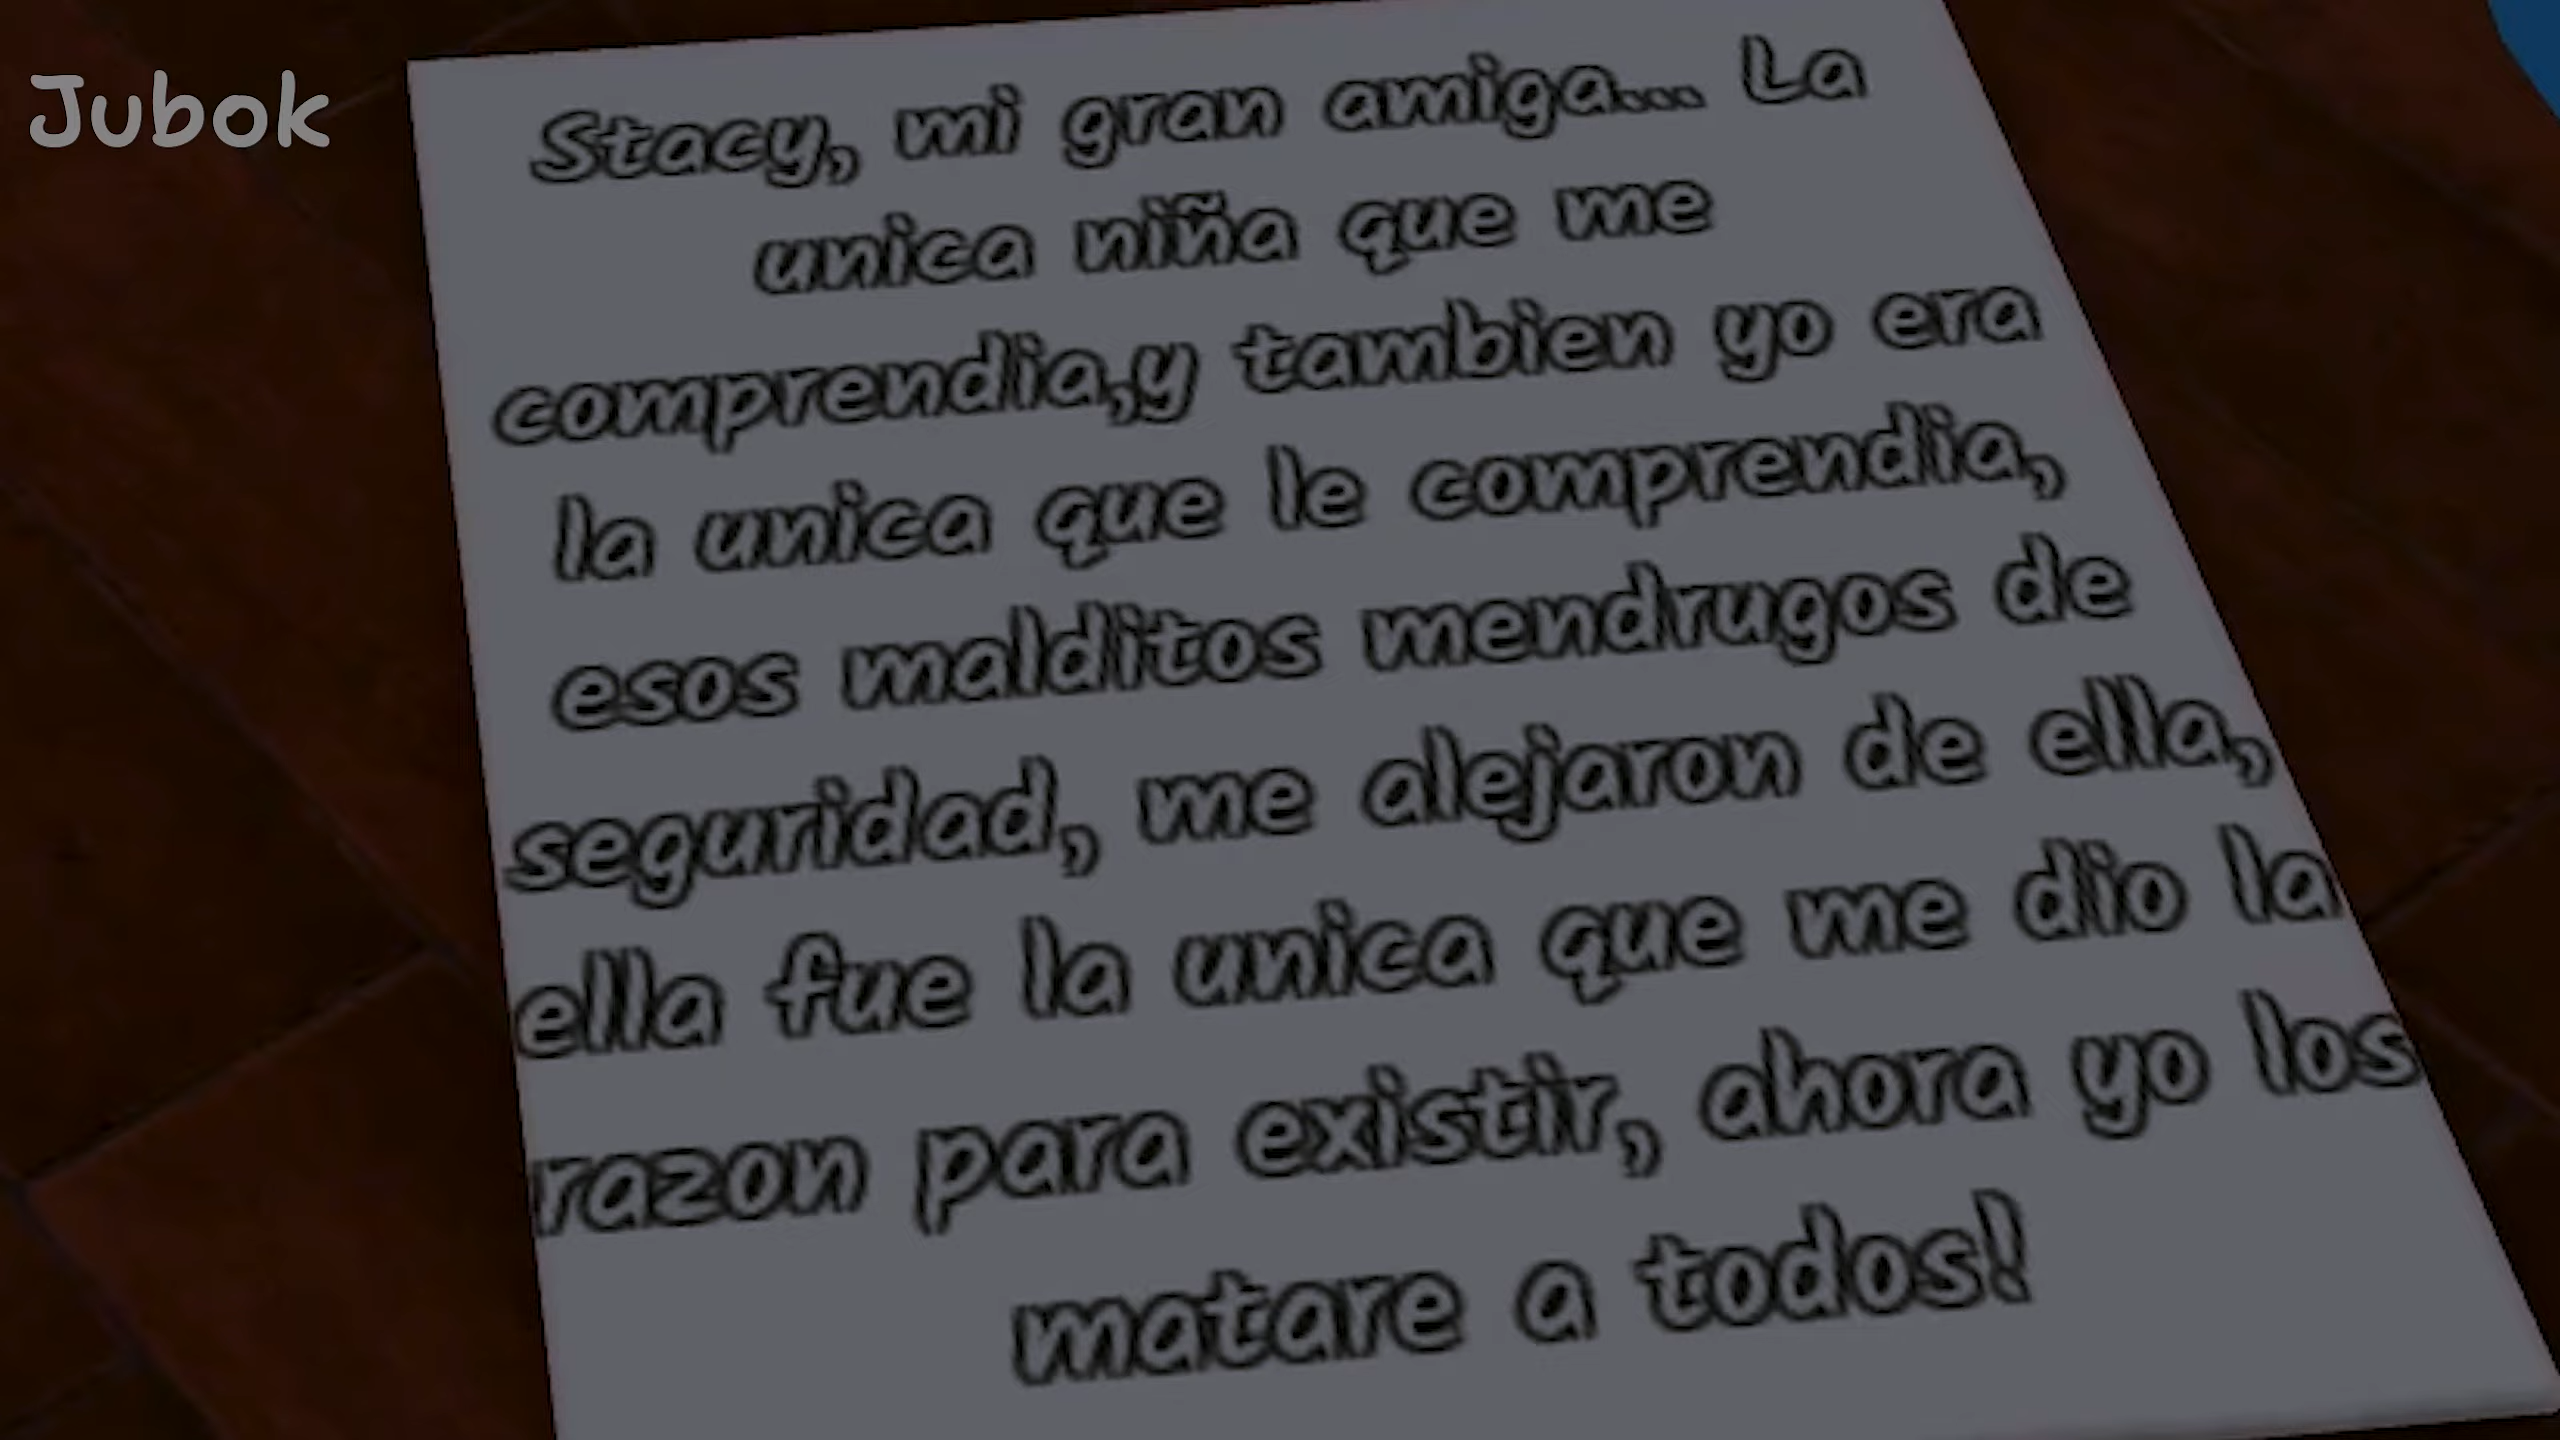 Jubok
Stacy, mi gran amiga... La
unica niña que me
comprendia,y tambien yo era
la unica que le comprendia,
esos malditos mendrugos de
seguridad, me alejaron de ella,
ella fue la unica que me dio la
razon para existir, ahora yo los
matare a todos!